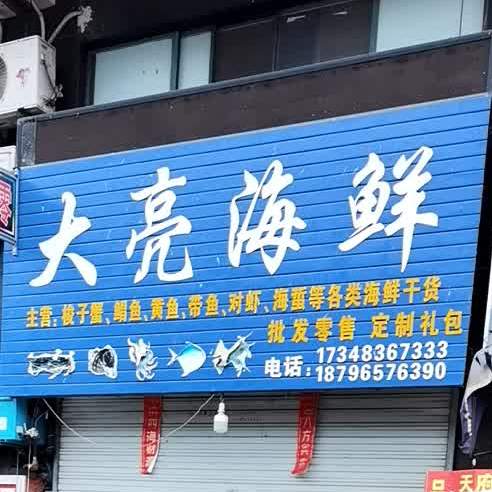 大亮海鲜
主营:梭子蟹、鲳鱼、黄鱼、带鱼、对虾、海蜇等各类海鲜干货
批发零售 定制礼包
电话:17348367333
18796576390
天府